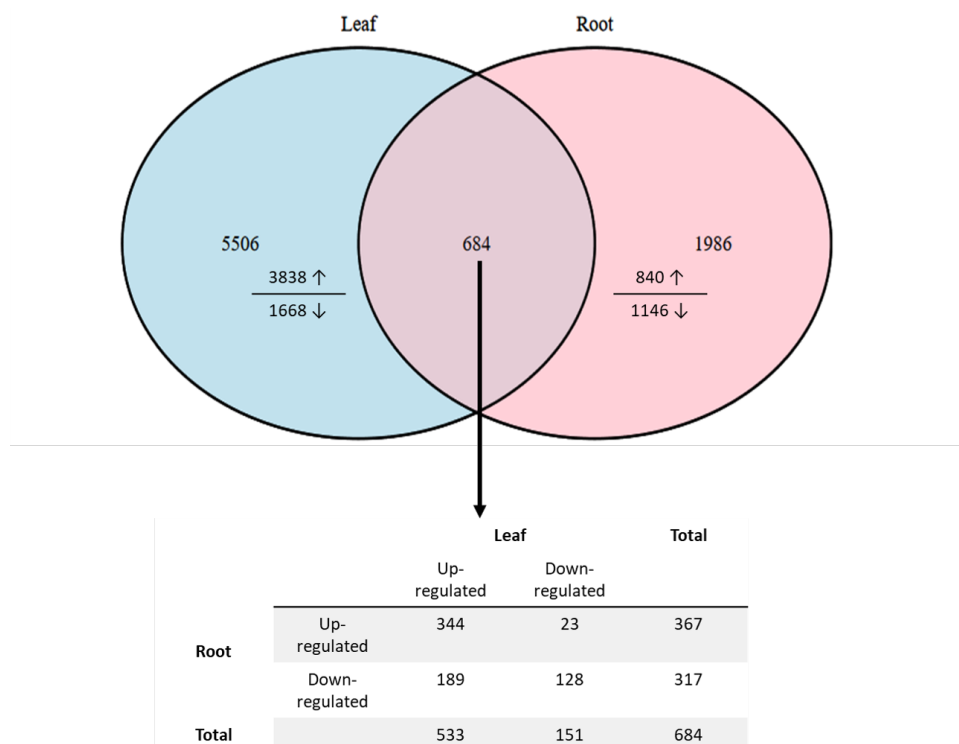 Leaf Root
5506 684 1986
3838 ↑ 840 ↑
1668 ↓ 1146 ↓
Leaf Total
Up- Down-
regulated regulated
Up- 344 23 367
regulated
Root
Down- 189 128 317
regulated
Total 533 151 684